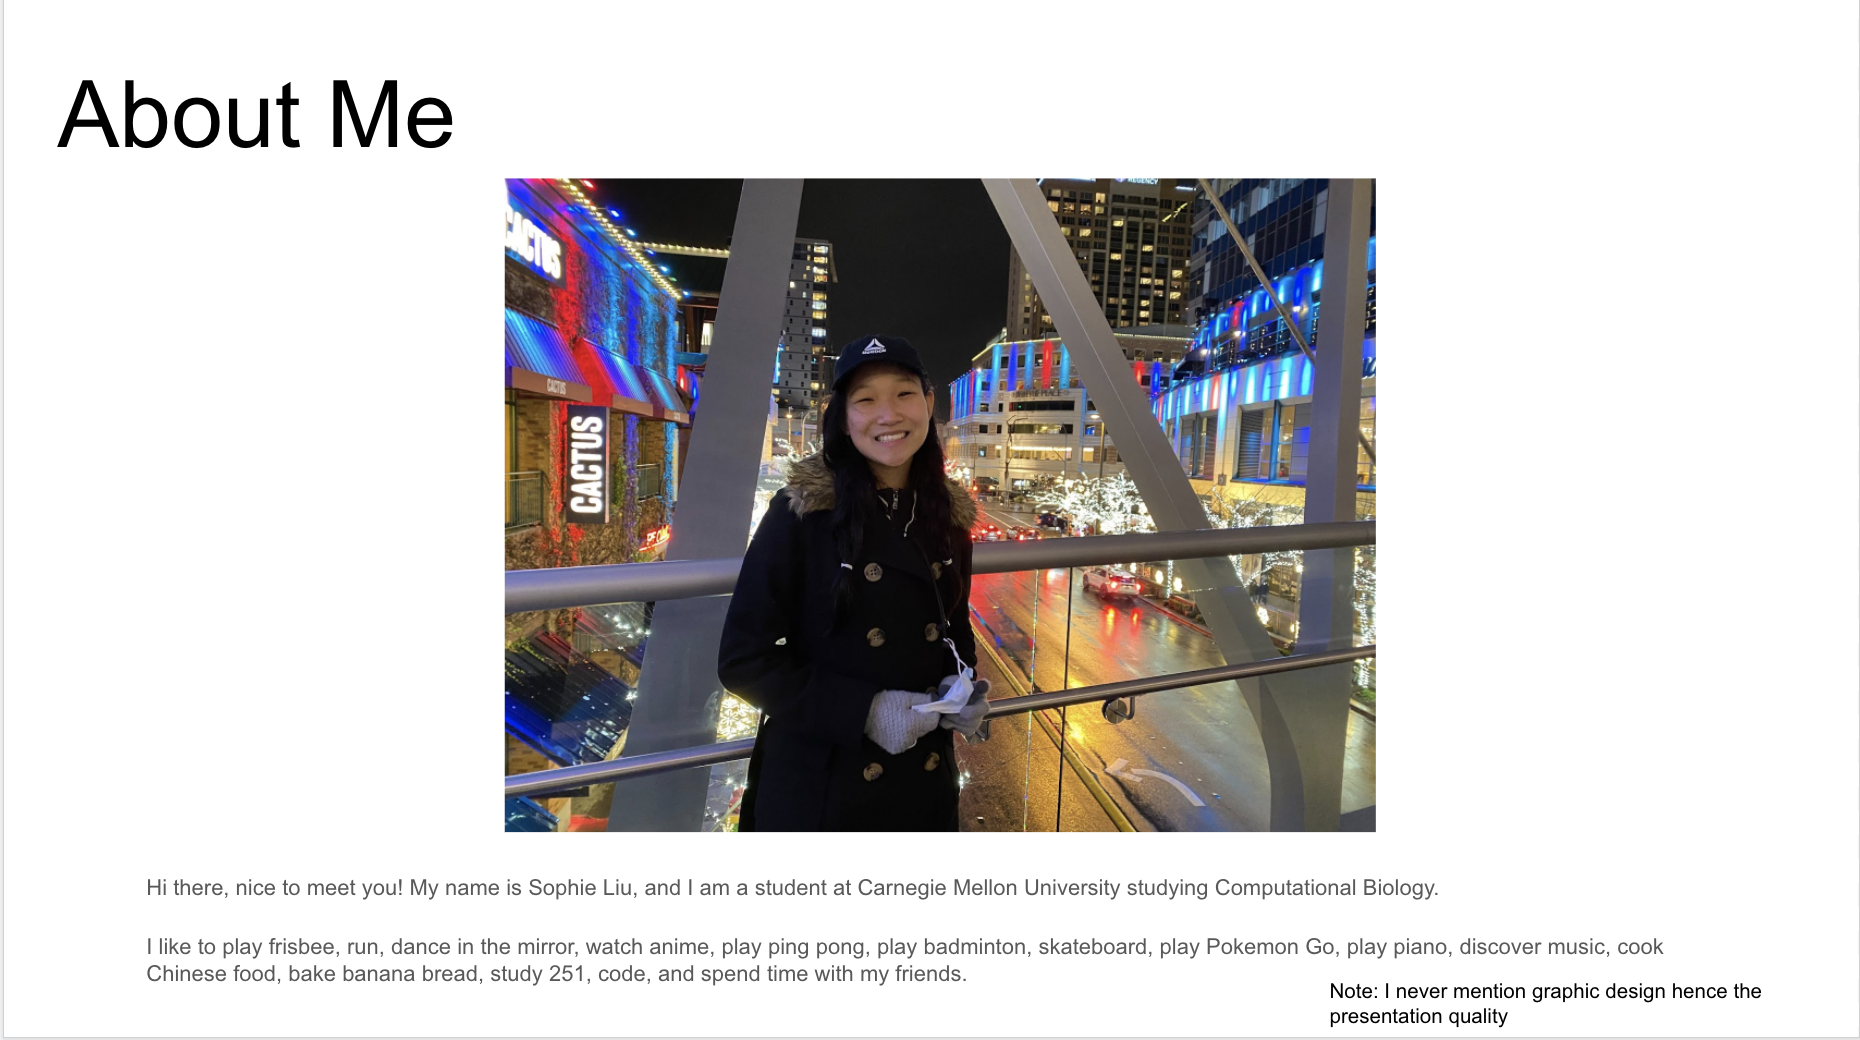 About Me
CACTUS
CACTUS
CACTUS
REGENCY
Hi there, nice to meet you! My name is Sophie Liu, and I am a student at Carnegie Mellon University studying Computational Biology.
I like to play frisbee, run, dance in the mirror, watch anime, play ping pong, play badminton, skateboard, play Pokemon Go, play piano, discover music, cook
Chinese food, bake banana bread, study 251, code, and spend time with my friends.
Note: I never mention graphic design hence the
presentation quality